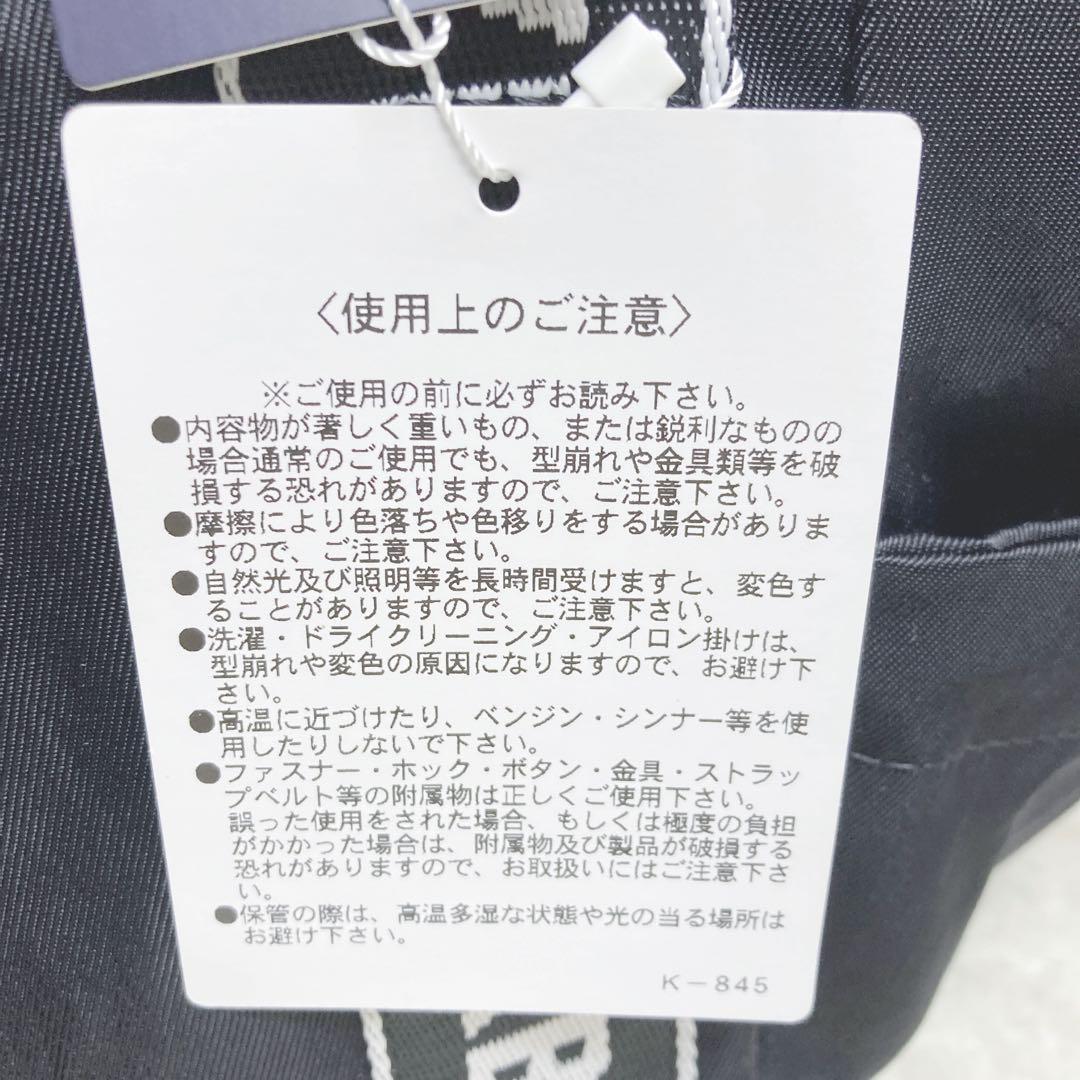 〈使用上のご注意〉
※ご使用の前に必ずお読み下さい。
●内容物が著しく重いもの、または鋭利なものの
場合通常のご使用でも、型崩れや金具類等を破
損する恐れがありますので、ご注意下さい。
●摩擦により色落ちや色移りをする場合がありま
すので、ご注意下さい。
●自然光及び照明等を長時間受けますと、変色す
ることがありますので、ご注意下さい。
●洗濯・ドライクリーニング・アイロン掛けは、
型崩れや変色の原因になりますので、お避け下
さい。
●高温に近づけたり、ベンジン・シンナー等を使
用したりしないで下さい。
●ファスナー・ホック・ボタン・金具・ストラッ
プベルト等の附属物は正しくご使用下さい。
誤った使用をされた場合、もしくは極度の負担
がかかった場合は、附属物及び製品が破損する
恐れがありますので、お取扱いにはご注意下さ
い。
●保管の際は、高温多湿な状態や光の当る場所は
お避け下さい。
K－845